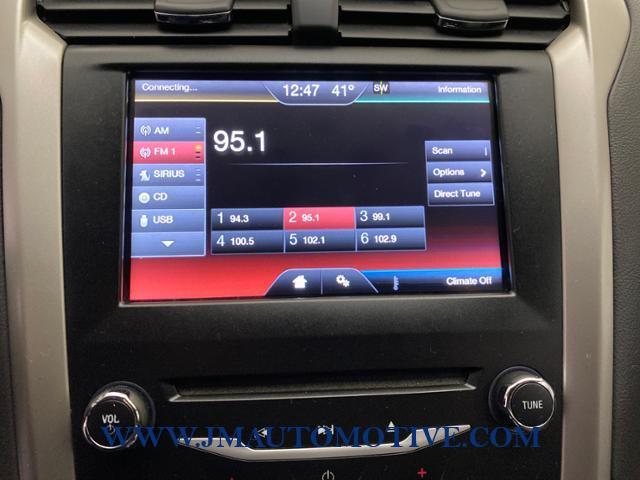 Connecting... 12:47 41° SW Information
AM
FM 1
SIRIUS
CD
USB
95.1
Scan
Options
Direct Tune
1 94.3 2 95.1 3 99.1
4 100.5 5 102.1 6 102.9
Climate Off
VOL
TUNE
WWW.JMAUTOMOTIVE.COM